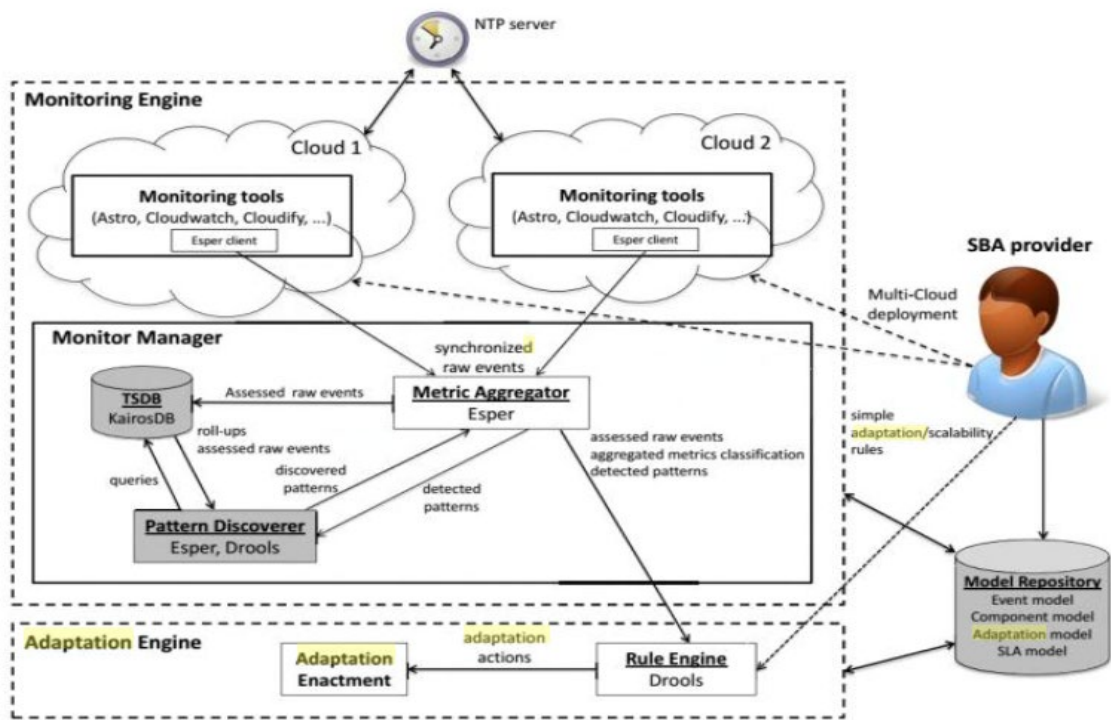 NTP server
Monitoring Engine
Cloud 1
Cloud 2
Monitoring tools
(Astro, Cloudwatch, Cloudify, ...)
Esper client
Monitoring tools
(Astro, Cloudwatch, Cloudify, ...)
Esper client
SBA provider
Multi-Cloud
deployment
Monitor Manager
synchronized
raw events
TSDB
KairosDB
Assessed raw events
Metric Aggregator
Esper
roll-ups
assessed raw events
queries
discovered
patterns
detected
patterns
assessed raw events
aggregated metrics classification
detected patterns
simple
adaptation/scalability
rules
Pattern Discoverer
Esper, Drools
Model Repository
Event model
Component model
Adaptation model
SLA model
Adaptation Engine
adaptation
actions
Adaptation
Enactment
Rule Engine
Drools